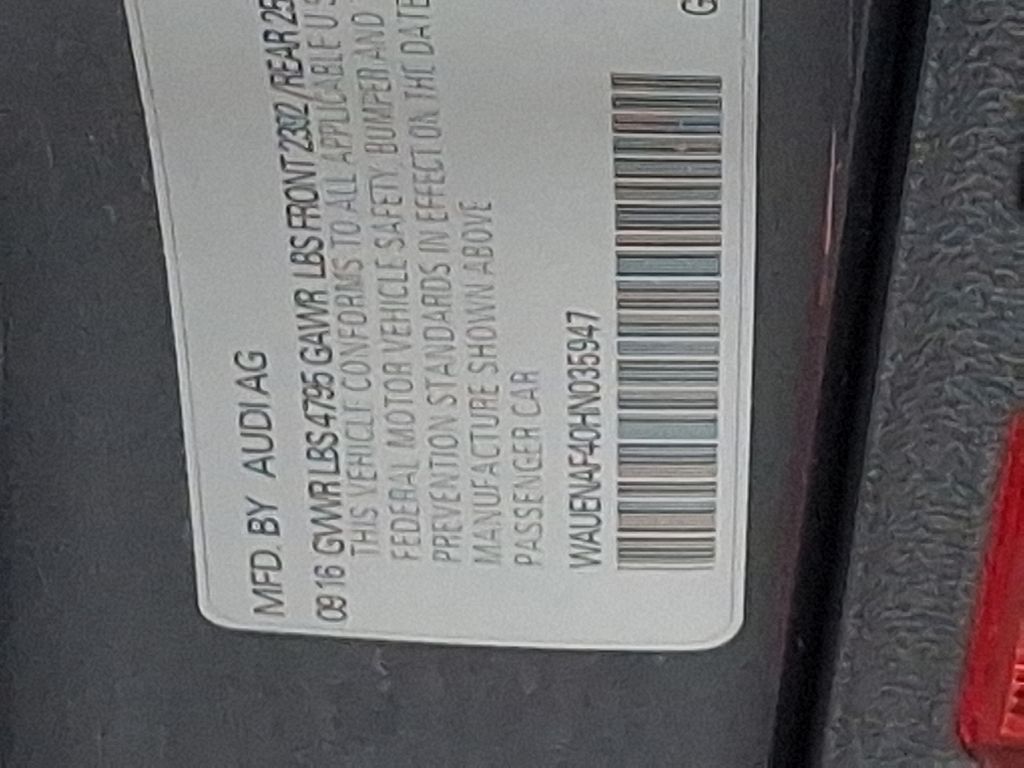 MFD. BY AUDI AG
09 16 GVWR LBS 4795 GAWR LBS FRONT 2392 /REAR 25
THIS VEHICLE CONFORMS TO ALL APPLICABLE U S
FEDERAL MOTOR VEHICLE SAFETY, BUMPER AND
PREVENTION STANDARDS IN EFFECT ON THE DATE
MANUFACTURE SHOWN ABOVE
PASSENGER CAR
WAUENAF40HN035947
G